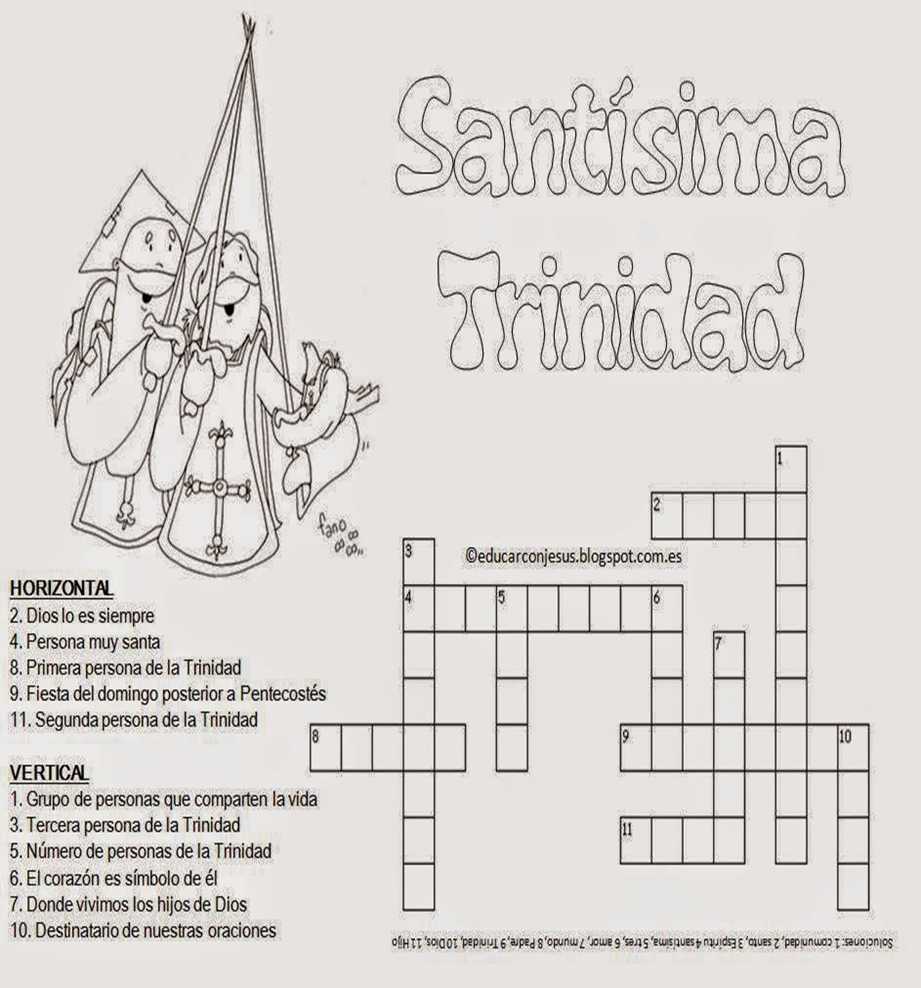 Santísima
Trinidad
fano
©educarconjesus.blogspot.com.es
HORIZONTAL
2. Dios lo es siempre
4. Persona muy santa
8. Primera persona de la Trinidad
9. Fiesta del domingo posterior a Pentecostés
11. Segunda persona de la Trinidad
VERTICAL
1. Grupo de personas que comparten la vida
3. Tercera persona de la Trinidad
5. Número de personas de la Trinidad
6. El corazón es símbolo de él
7. Donde vivimos los hijos de Dios
10. Destinatario de nuestras oraciones
1
2
3
4 5 6
7
8 9 10
11
Soluciones: 1 comunidad, 2 santo, 3 Espíritu 4 santísima, 5 tres, 6 amor, 7 mundo, 8 Padre, 9 Trinidad, 10 Dios, 11 Hijo